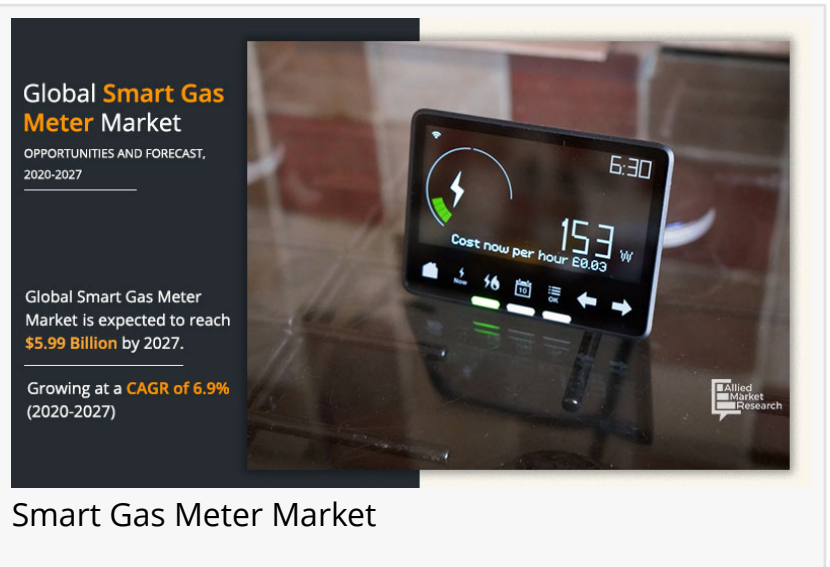 Global Smart Gas
Meter Market
OPPORTUNITIES AND FORECAST,
2020-2027
Global Smart Gas Meter
Market is expected to reach
$5.99 Billion by 2027.
Growing at a CAGR of 6.9%
(2020-2027)
6:30
153 W
Cost now per hour £0.03
Now
10
OK
Allied
Market
Research
Smart Gas Meter Market